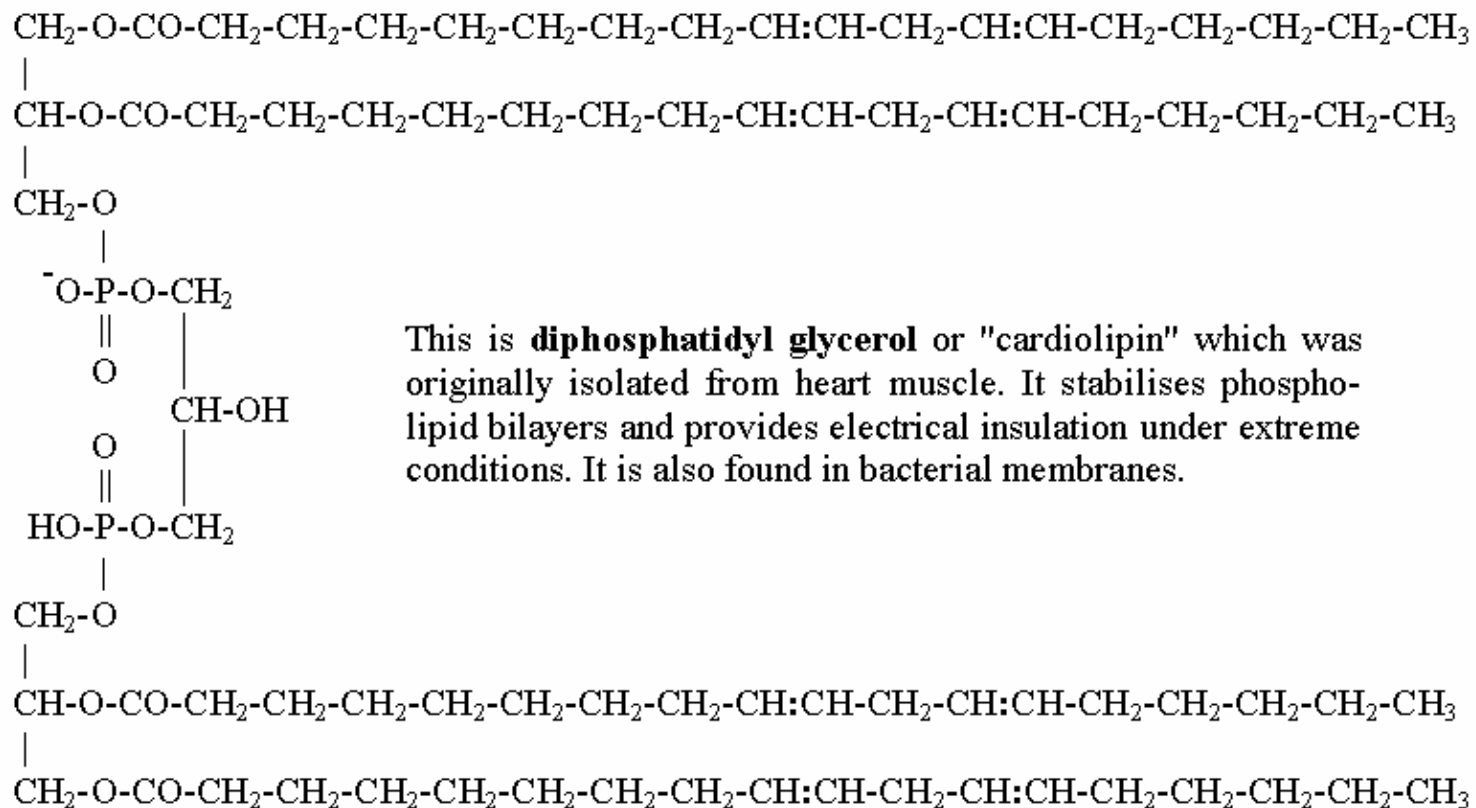 CH₂-O-CO-CH₂-CH₂-CH₂-CH₂-CH₂-CH₂-CH₂-CH:CH-CH₂-CH:CH-CH₂-CH₂-CH₂-CH₂-CH₃
|
CH-O-CO-CH₂-CH₂-CH₂-CH₂-CH₂-CH₂-CH₂-CH:CH-CH₂-CH:CH-CH₂-CH₂-CH₂-CH₂-CH₃
|
CH₂-O
|
⁻O-P-O-CH₂
||
O
CH-OH
O
||
HO-P-O-CH₂
|
CH₂-O
|
CH-O-CO-CH₂-CH₂-CH₂-CH₂-CH₂-CH₂-CH₂-CH:CH-CH₂-CH:CH-CH₂-CH₂-CH₂-CH₂-CH₃
|
CH₂-O-CO-CH₂-CH₂-CH₂-CH₂-CH₂-CH₂-CH₂-CH:CH-CH₂-CH:CH-CH₂-CH₂-CH₂-CH₂-CH₃
This is diphosphatidyl glycerol or "cardiolipin" which was
originally isolated from heart muscle. It stabilises phospho-
lipid bilayers and provides electrical insulation under extreme
conditions. It is also found in bacterial membranes.